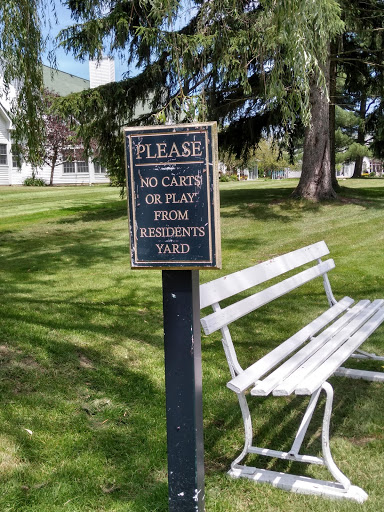 PLEASE
NO CARTS
OR PLAY
FROM
RESIDENTS
YARD